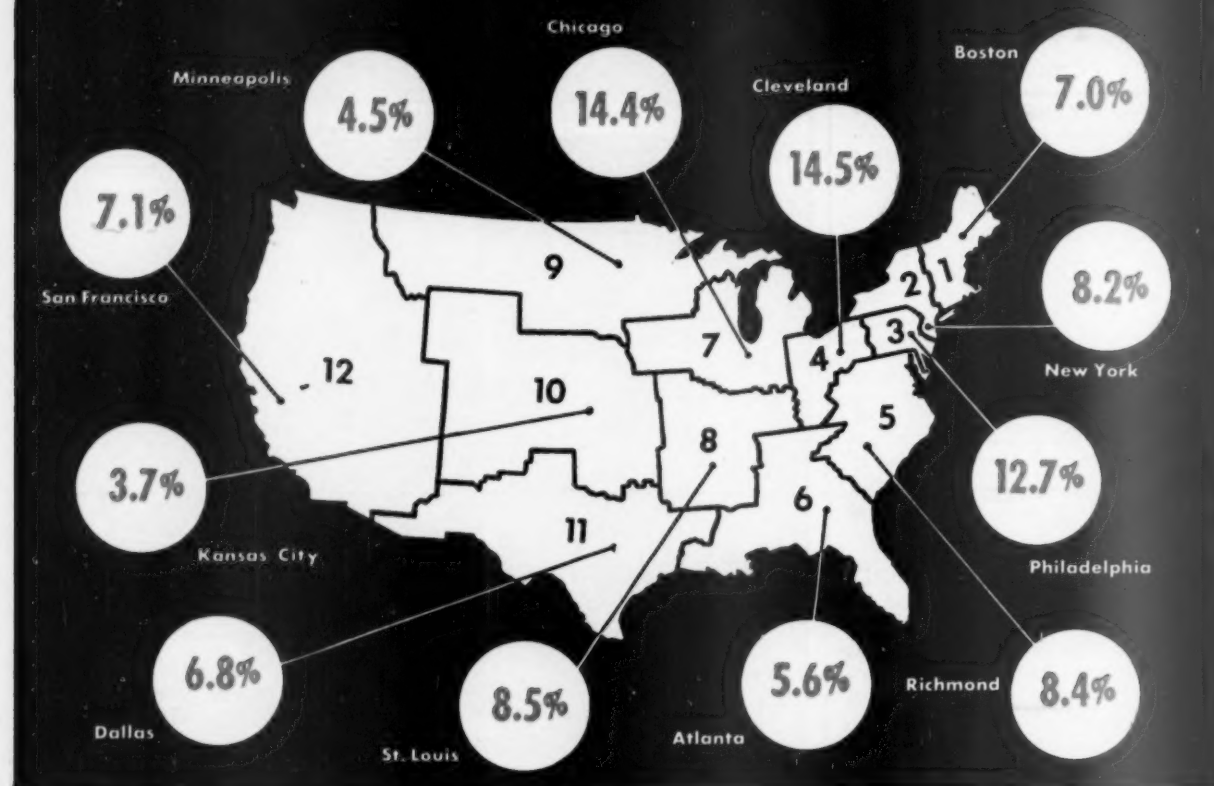 Chicago
Boston
Minneapolis
Cleveland
4.5%
14.4%
7.0%
14.5%
7.1%
San Francisco
9
2
1
8.2%
3
7
4
12
New York
10
5
8
3.7%
6
12.7%
11
Kansas City
Philadelphia
6.8%
5.6%
Richmond
8.4%
8.5%
Dallas
Atlanta
St. Louis